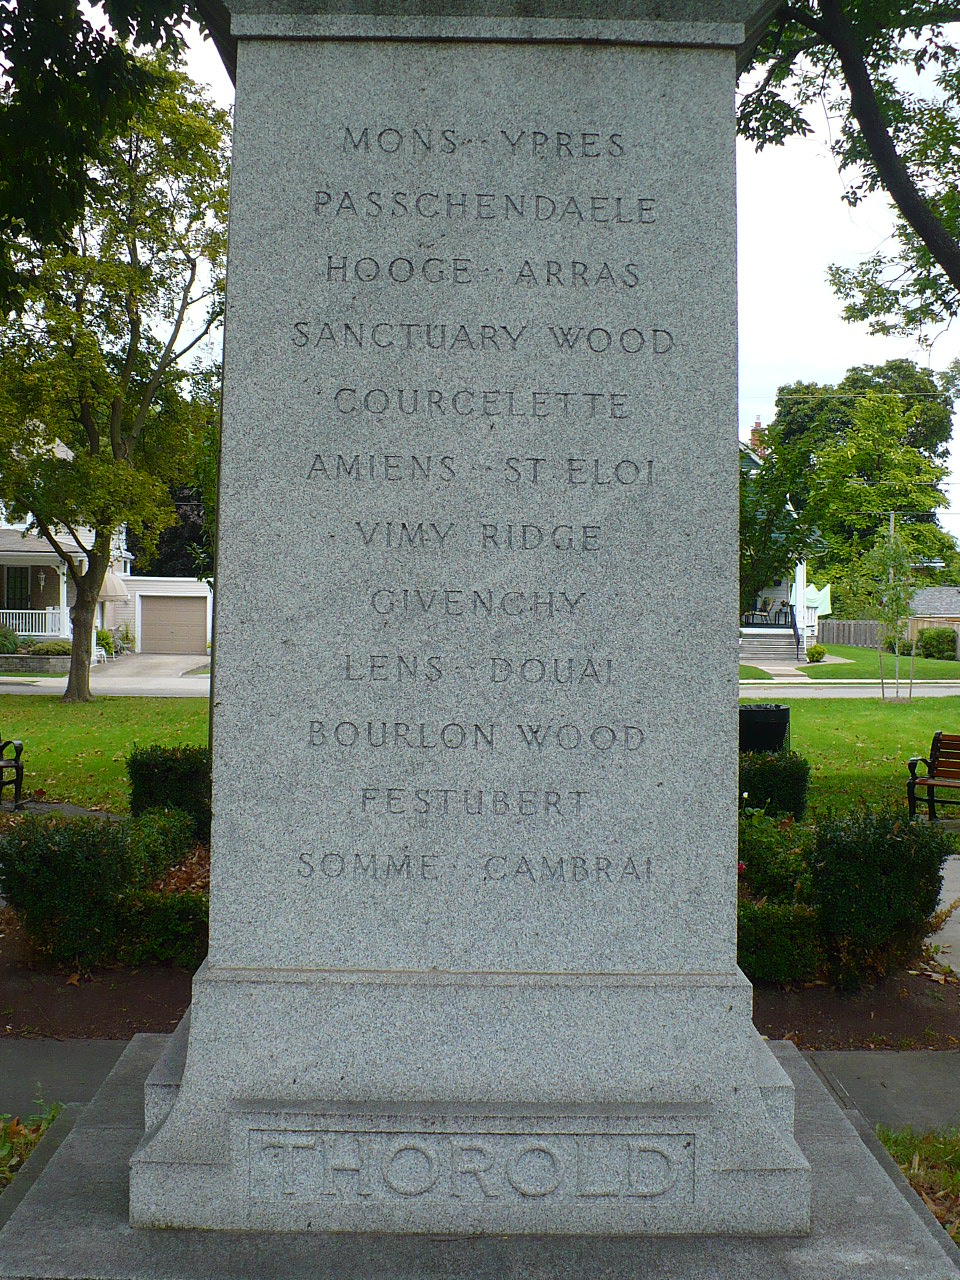 MONS · YPRES
PASSCHENDAELE
HOOGE · ARRAS
SANCTUARY WOOD
COURCELETTE
AMIENS · ST. ELOI
VIMY RIDGE
GIVENCHY
LENS · DOUAI
BOURLON WOOD
FESTUBERT
SOMME · CAMBRAI
THOROLD